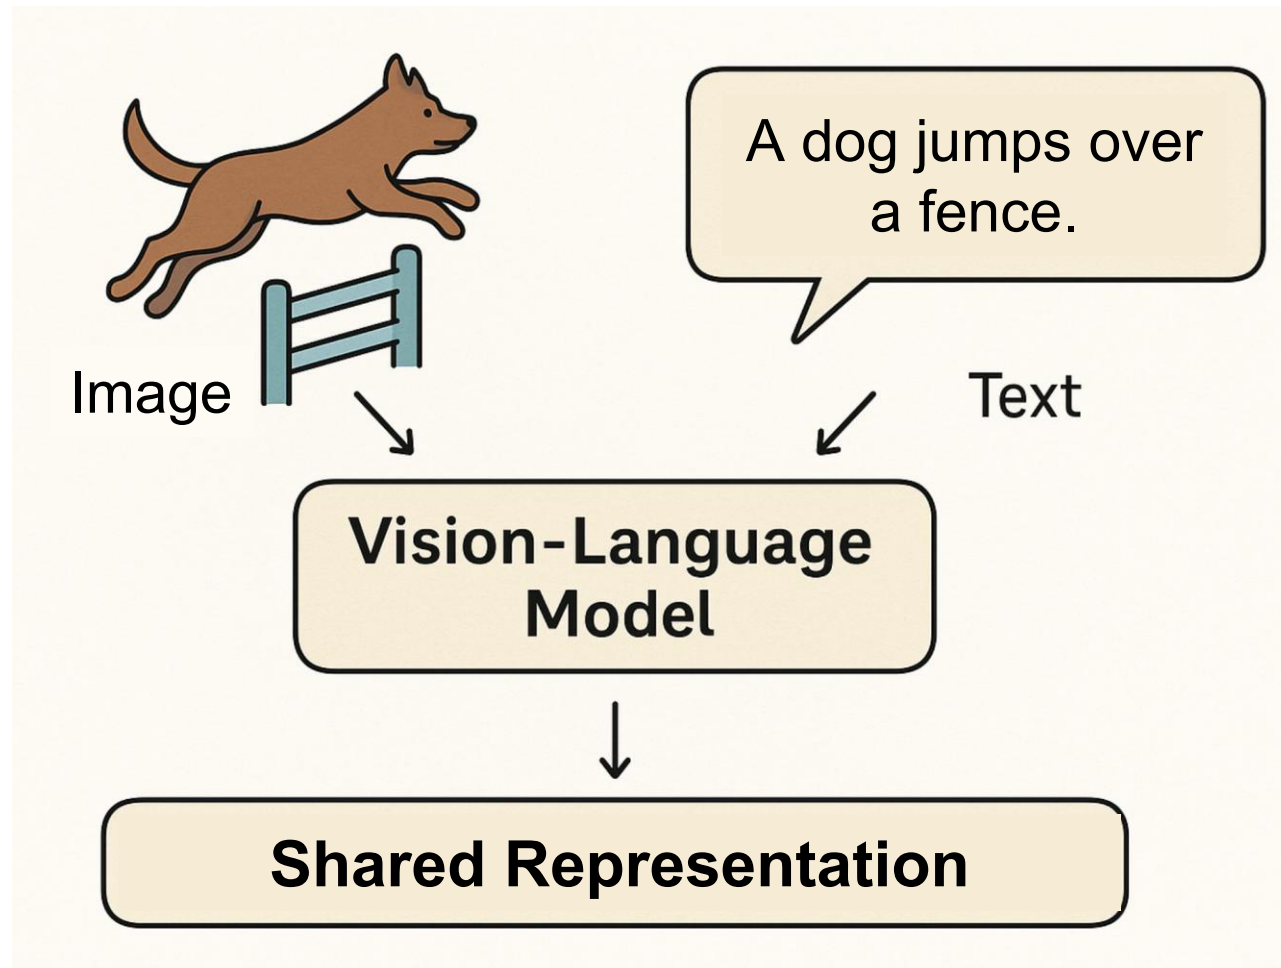 A dog jumps over
a fence.
Image
Text
Vision-Language
Model
Shared Representation